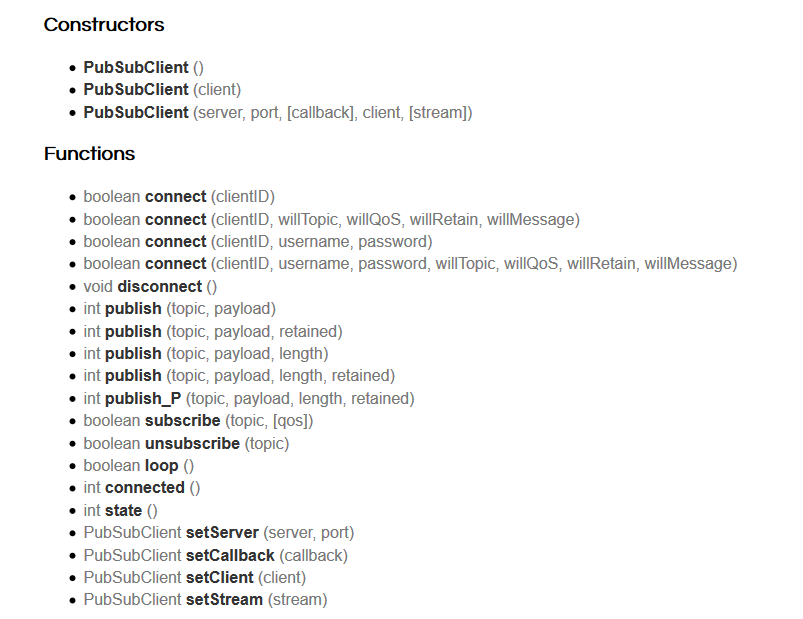 Constructors
PubSubClient ()
PubSubClient (client)
PubSubClient (server, port, [callback], client, [stream])
Functions
boolean connect (clientID)
boolean connect (clientID, willTopic, willQoS, willRetain, willMessage)
boolean connect (clientID, username, password)
boolean connect (clientID, username, password, willTopic, willQoS, willRetain, willMessage)
void disconnect ()
int publish (topic, payload)
int publish (topic, payload, retained)
int publish (topic, payload, length)
int publish (topic, payload, length, retained)
int publish_P (topic, payload, length, retained)
boolean subscribe (topic, [qos])
boolean unsubscribe (topic)
boolean loop ()
int connected ()
int state ()
PubSubClient setServer (server, port)
PubSubClient setCallback (callback)
PubSubClient setClient (client)
PubSubClient setStream (stream)